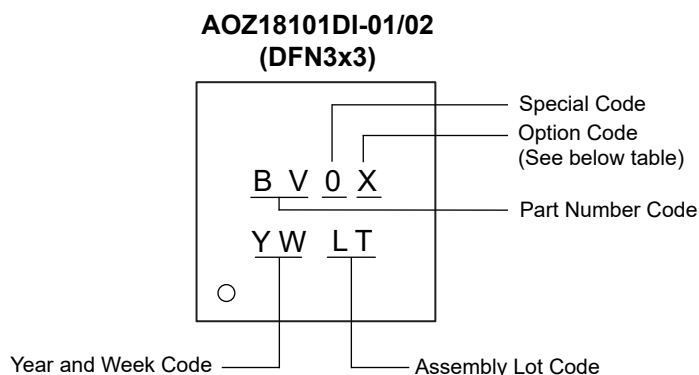 AOZ18101DI-01/02
(DFN3x3)
Special Code
Option Code
(See below table)
B V 0 X
Part Number Code
Y W L T
Year and Week Code
Assembly Lot Code